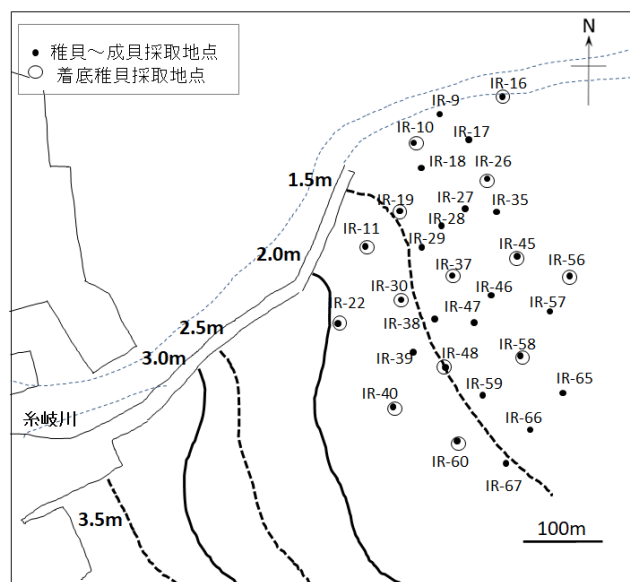 ● 稚貝～成貝採取地点
着底稚貝採取地点
N
IR-16
IR-9
IR-10
IR-17
IR-18
IR-26
1.5m
IR-19
IR-27
IR-35
IR-28
IR-11
IR-29
2.0m
IR-45
IR-37
IR-56
IR-30
IR-46
R-22
IR-57
2.5m
IR-38
IR-47
3.0m
IR-39
IR-48
IR-58
IR-40
IR-59
IR-65
糸岐川
IR-66
IR-60
IR-67
3.5m
100m